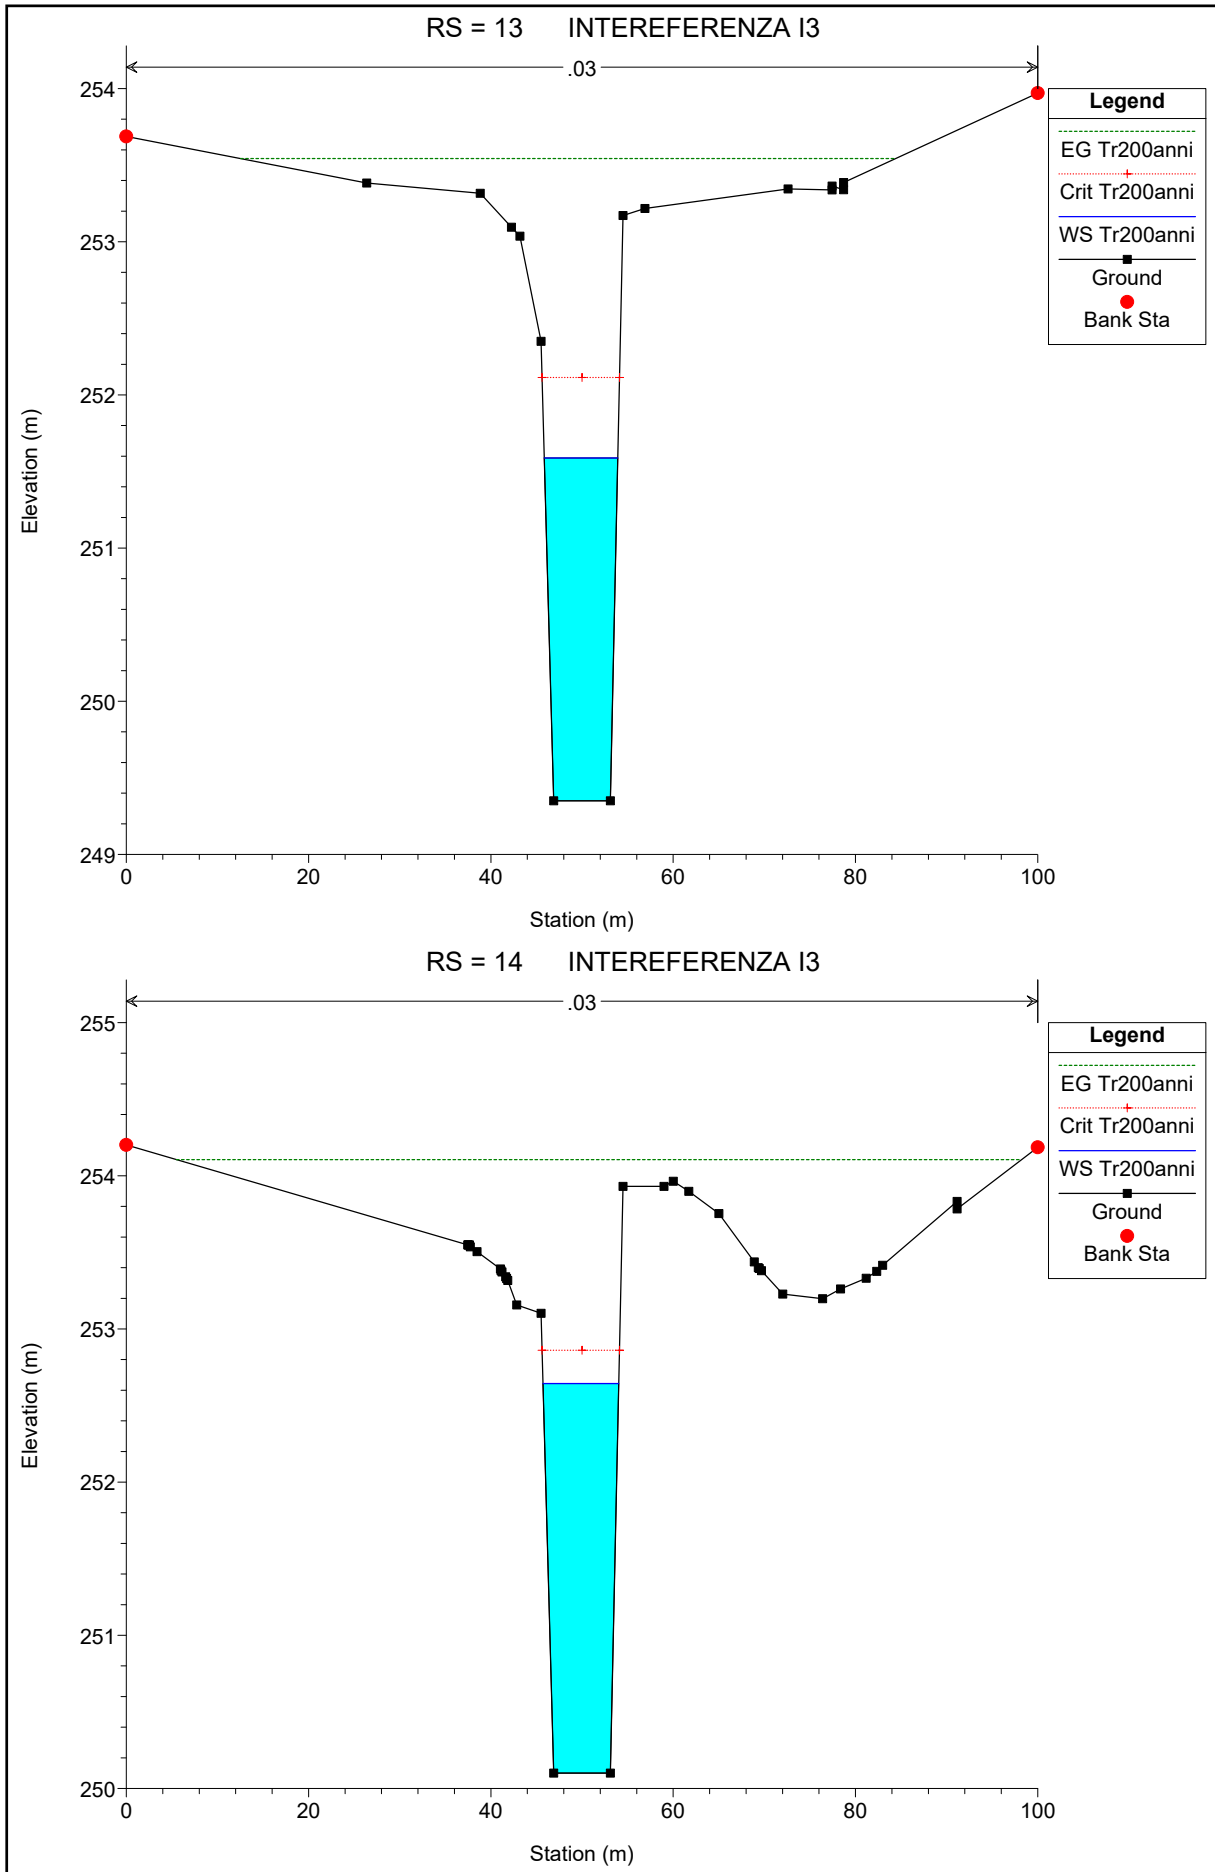 RS = 13 INTEREFERENZA I3
.03
254
253
252
251
250
249
Elevation (m)
0 20 40 60 80 100
Station (m)
Legend
EG Tr200anni
Crit Tr200anni
WS Tr200anni
Ground
Bank Sta
RS = 14 INTEREFERENZA I3
.03
255
254
253
252
251
250
Elevation (m)
0 20 40 60 80 100
Station (m)
Legend
EG Tr200anni
Crit Tr200anni
WS Tr200anni
Ground
Bank Sta